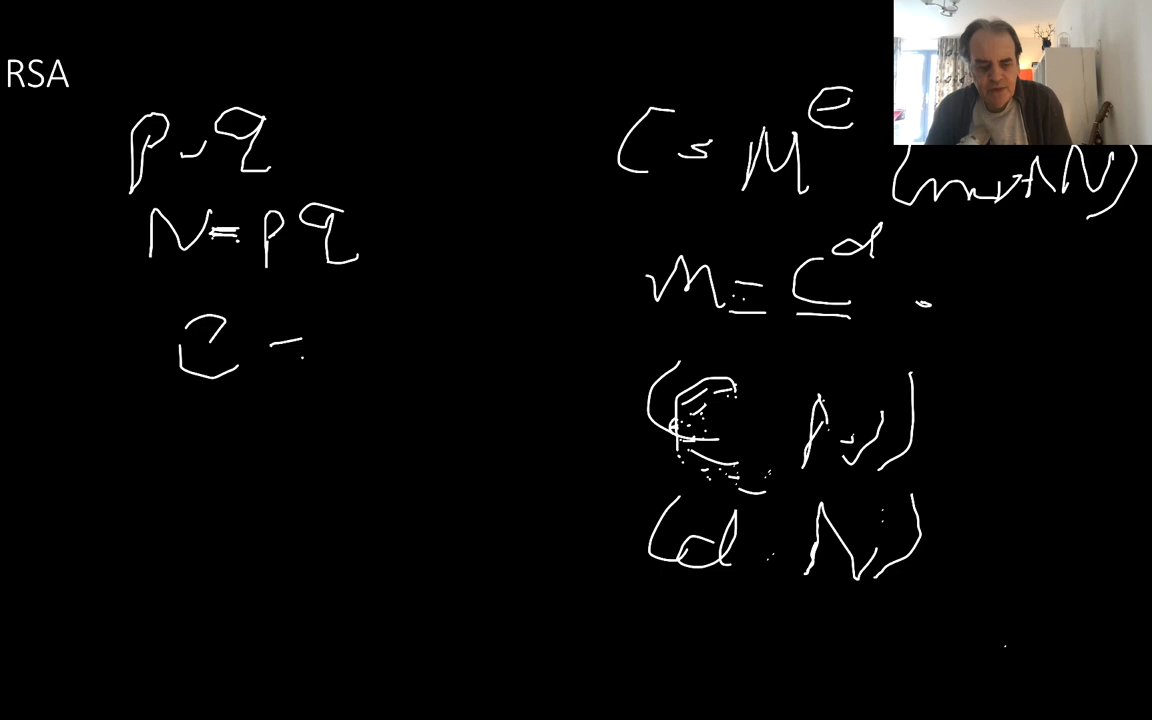 RSA
p, q
N = pq
e =
C = M^e (mod N)
M = C^d .
(E, N)
(d, N)